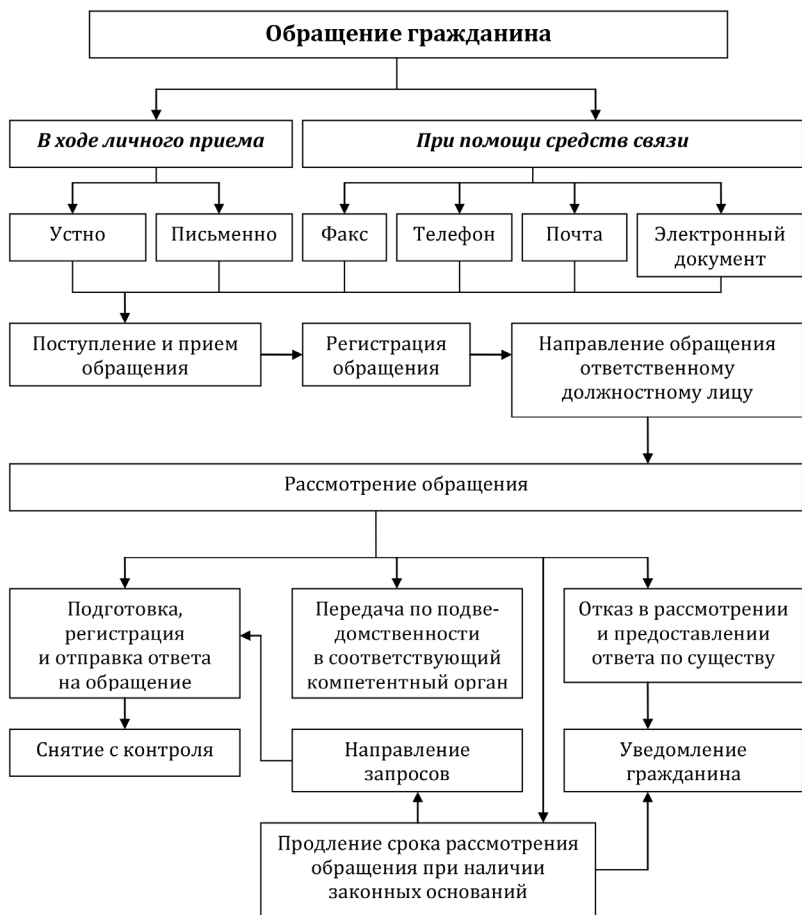 Обращение гражданина
В ходе личного приема
При помощи средств связи
Устно
Письменно
Факс
Телефон
Почта
Электронный
документ
Поступление и прием
обращения
Регистрация
обращения
Направление обращения
ответственному
должностному лицу
Рассмотрение обращения
Подготовка,
регистрация
и отправка ответа
на обращение
Передача по подве-
домственности
в соответствующий
компетентный орган
Отказ в рассмотрении
и предоставлении
ответа по существу
Снятие с контроля
Направление
запросов
Уведомление
гражданина
Продление срока рассмотрения
обращения при наличии
законных оснований